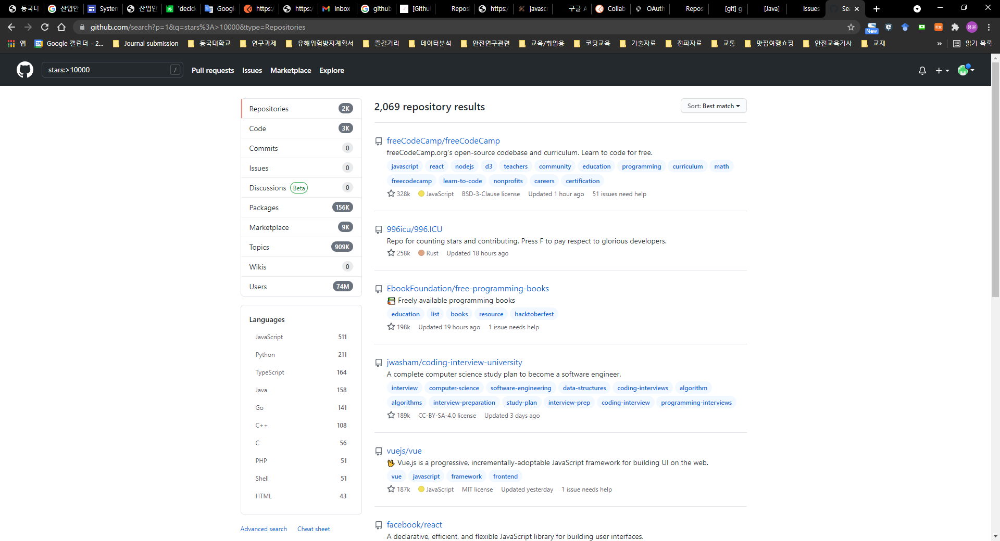 동국대 산업안 System 산업인 'decid Googl https:/ https:/ Inbox github [Githul Reposi https:/ javascr 구글 A Collab OAuth Reposi [git] g [Java] Issues Se
github.com/search?p=1&q=stars%3A>10000&type=Repositories New 용윤
앱 Google 캘린더 - 2... Journal submission 동국대학교 연구과제 유해위험방지계획서 즐길거리 데이터분석 안전연구관련 교육/취업용 코딩교육 기술자료 전파자료 교통 맛집여행쇼핑 안전교육기사 교재 » 읽기 목록
stars:>10000 / Pull requests Issues Marketplace Explore
Repositories 2K
Code 3K
Commits 0
Issues 0
Discussions Beta 0
Packages 156K
Marketplace 9K
Topics 909K
Wikis 0
Users 74M
Languages
JavaScript 511
Python 211
TypeScript 164
Java 158
Go 141
C++ 108
C 56
PHP 51
Shell 51
HTML 43
Advanced search Cheat sheet
2,069 repository results
Sort: Best match
freeCodeCamp/freeCodeCamp
freeCodeCamp.org's open-source codebase and curriculum. Learn to code for free.
javascript react nodejs d3 teachers community education programming curriculum math
freecodecamp learn-to-code nonprofits careers certification
328k JavaScript BSD-3-Clause license Updated 1 hour ago 51 issues need help
996icu/996.ICU
Repo for counting stars and contributing. Press F to pay respect to glorious developers.
258k Rust Updated 18 hours ago
EbookFoundation/free-programming-books
Freely available programming books
education list books resource hacktoberfest
198k Updated 19 hours ago 1 issue needs help
jwasham/coding-interview-university
A complete computer science study plan to become a software engineer.
interview computer-science software-engineering data-structures coding-interviews algorithm
algorithms interview-preparation study-plan interview-prep coding-interview programming-interviews
189k CC-BY-SA-4.0 license Updated 3 days ago
vuejs/vue
Vue.js is a progressive, incrementally-adoptable JavaScript framework for building UI on the web.
vue javascript framework frontend
187k JavaScript MIT license Updated yesterday 1 issue needs help
facebook/react
A declarative, efficient, and flexible JavaScript library for building user interfaces.